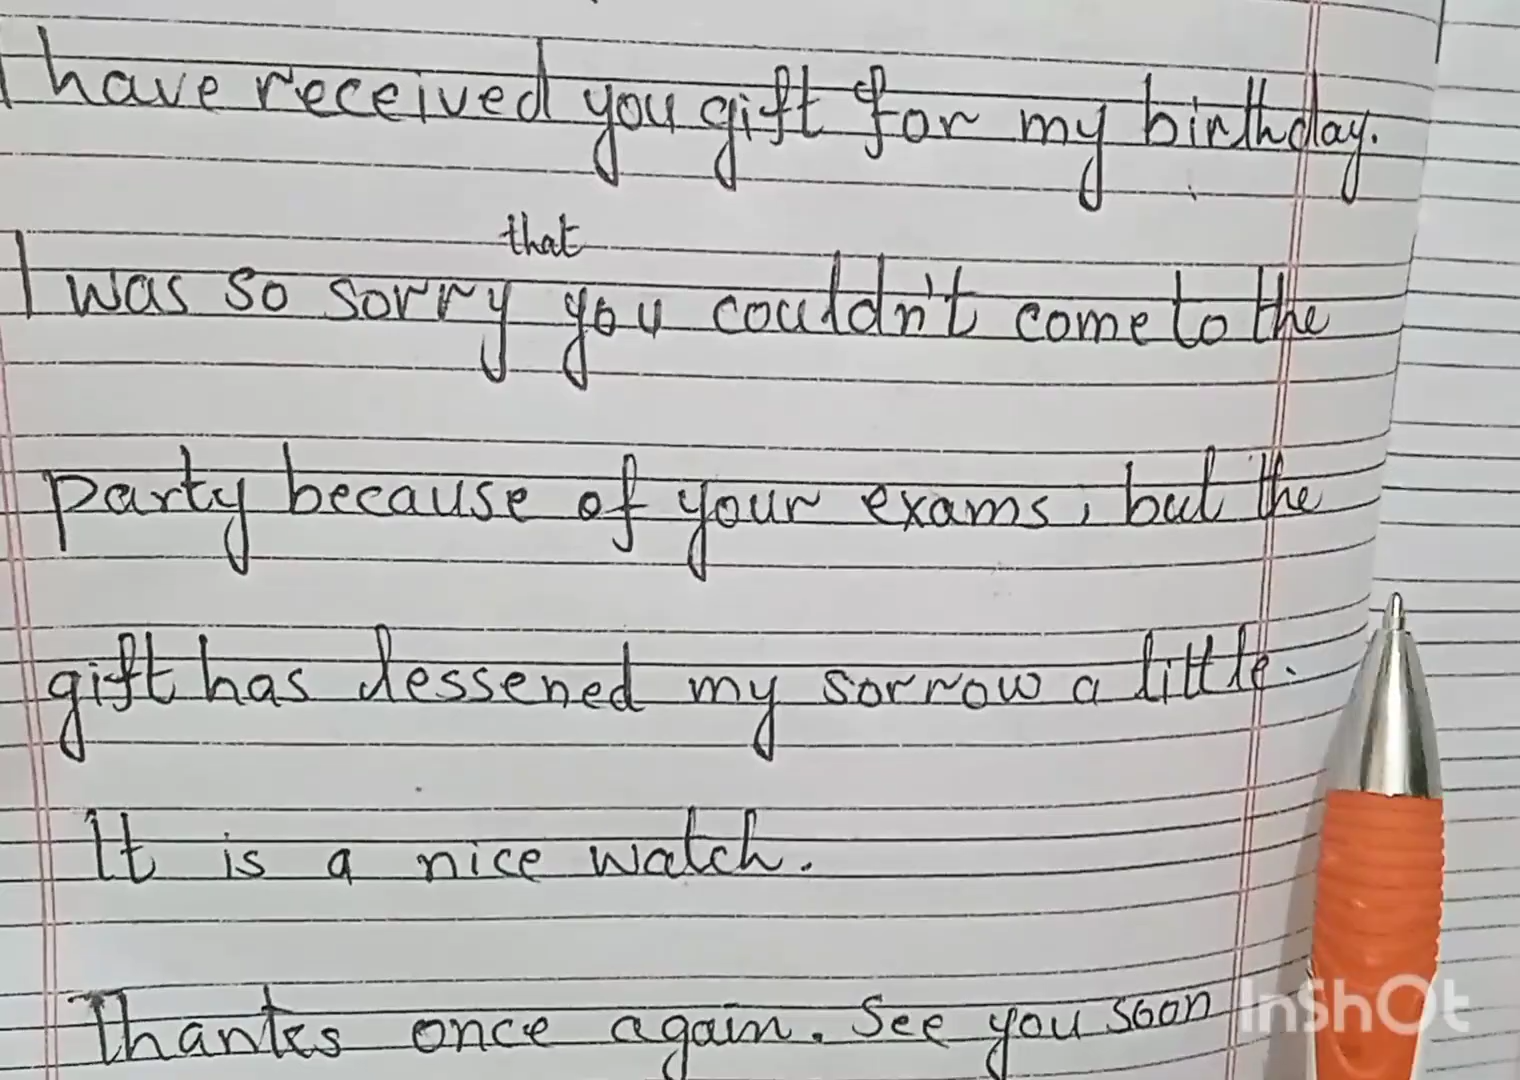 I have received you gift for my birthday.
that
I was so sorry you couldn't come to the
party because of your exams, but the
gift has lessened my sorrow a little.
It is a nice watch.
Thanks once again. See you soon
InShOt